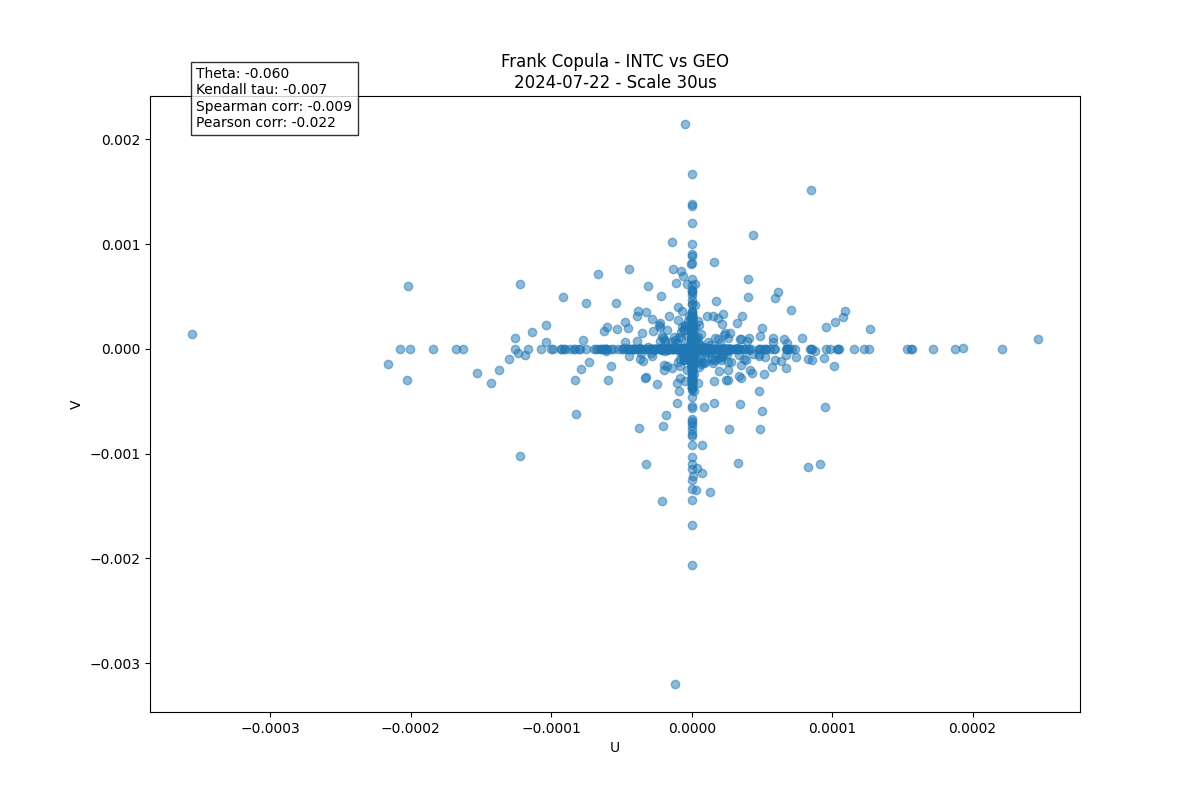 Frank Copula - INTC vs GEO
2024-07-22 - Scale 30us
Theta: -0.060
Kendall tau: -0.007
Spearman corr: -0.009
Pearson corr: -0.022
0.002
0.001
0.000
−0.001
−0.002
−0.003
V
−0.0003
−0.0002
−0.0001
0.0000
0.0001
0.0002
U